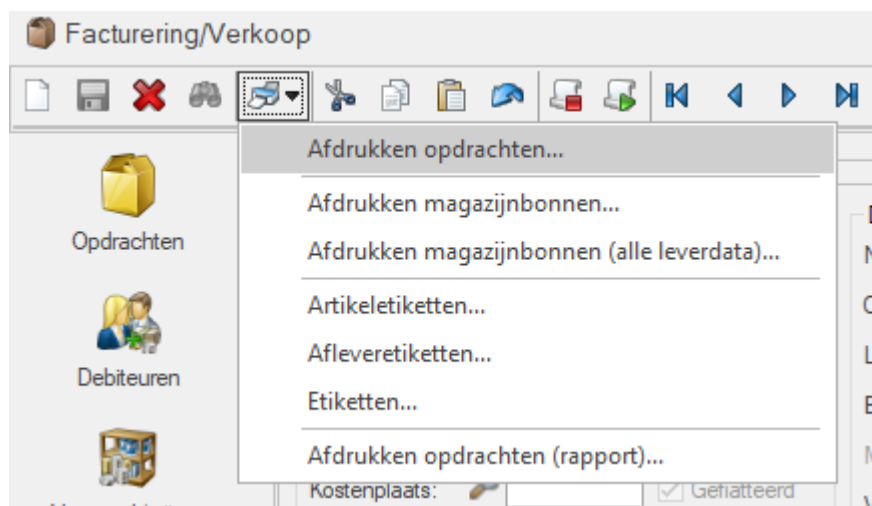 Facturering/Verkoop
Afdrukken opdrachten...
Afdrukken magazijnbonnen...
Opdrachten
Afdrukken magazijnbonnen (alle leverdata)...
Artikeletiketten...
Afleveretiketten...
Debiteuren
Etiketten...
Afdrukken opdrachten (rapport)...
Kostenplaats:
Gefiatteerd